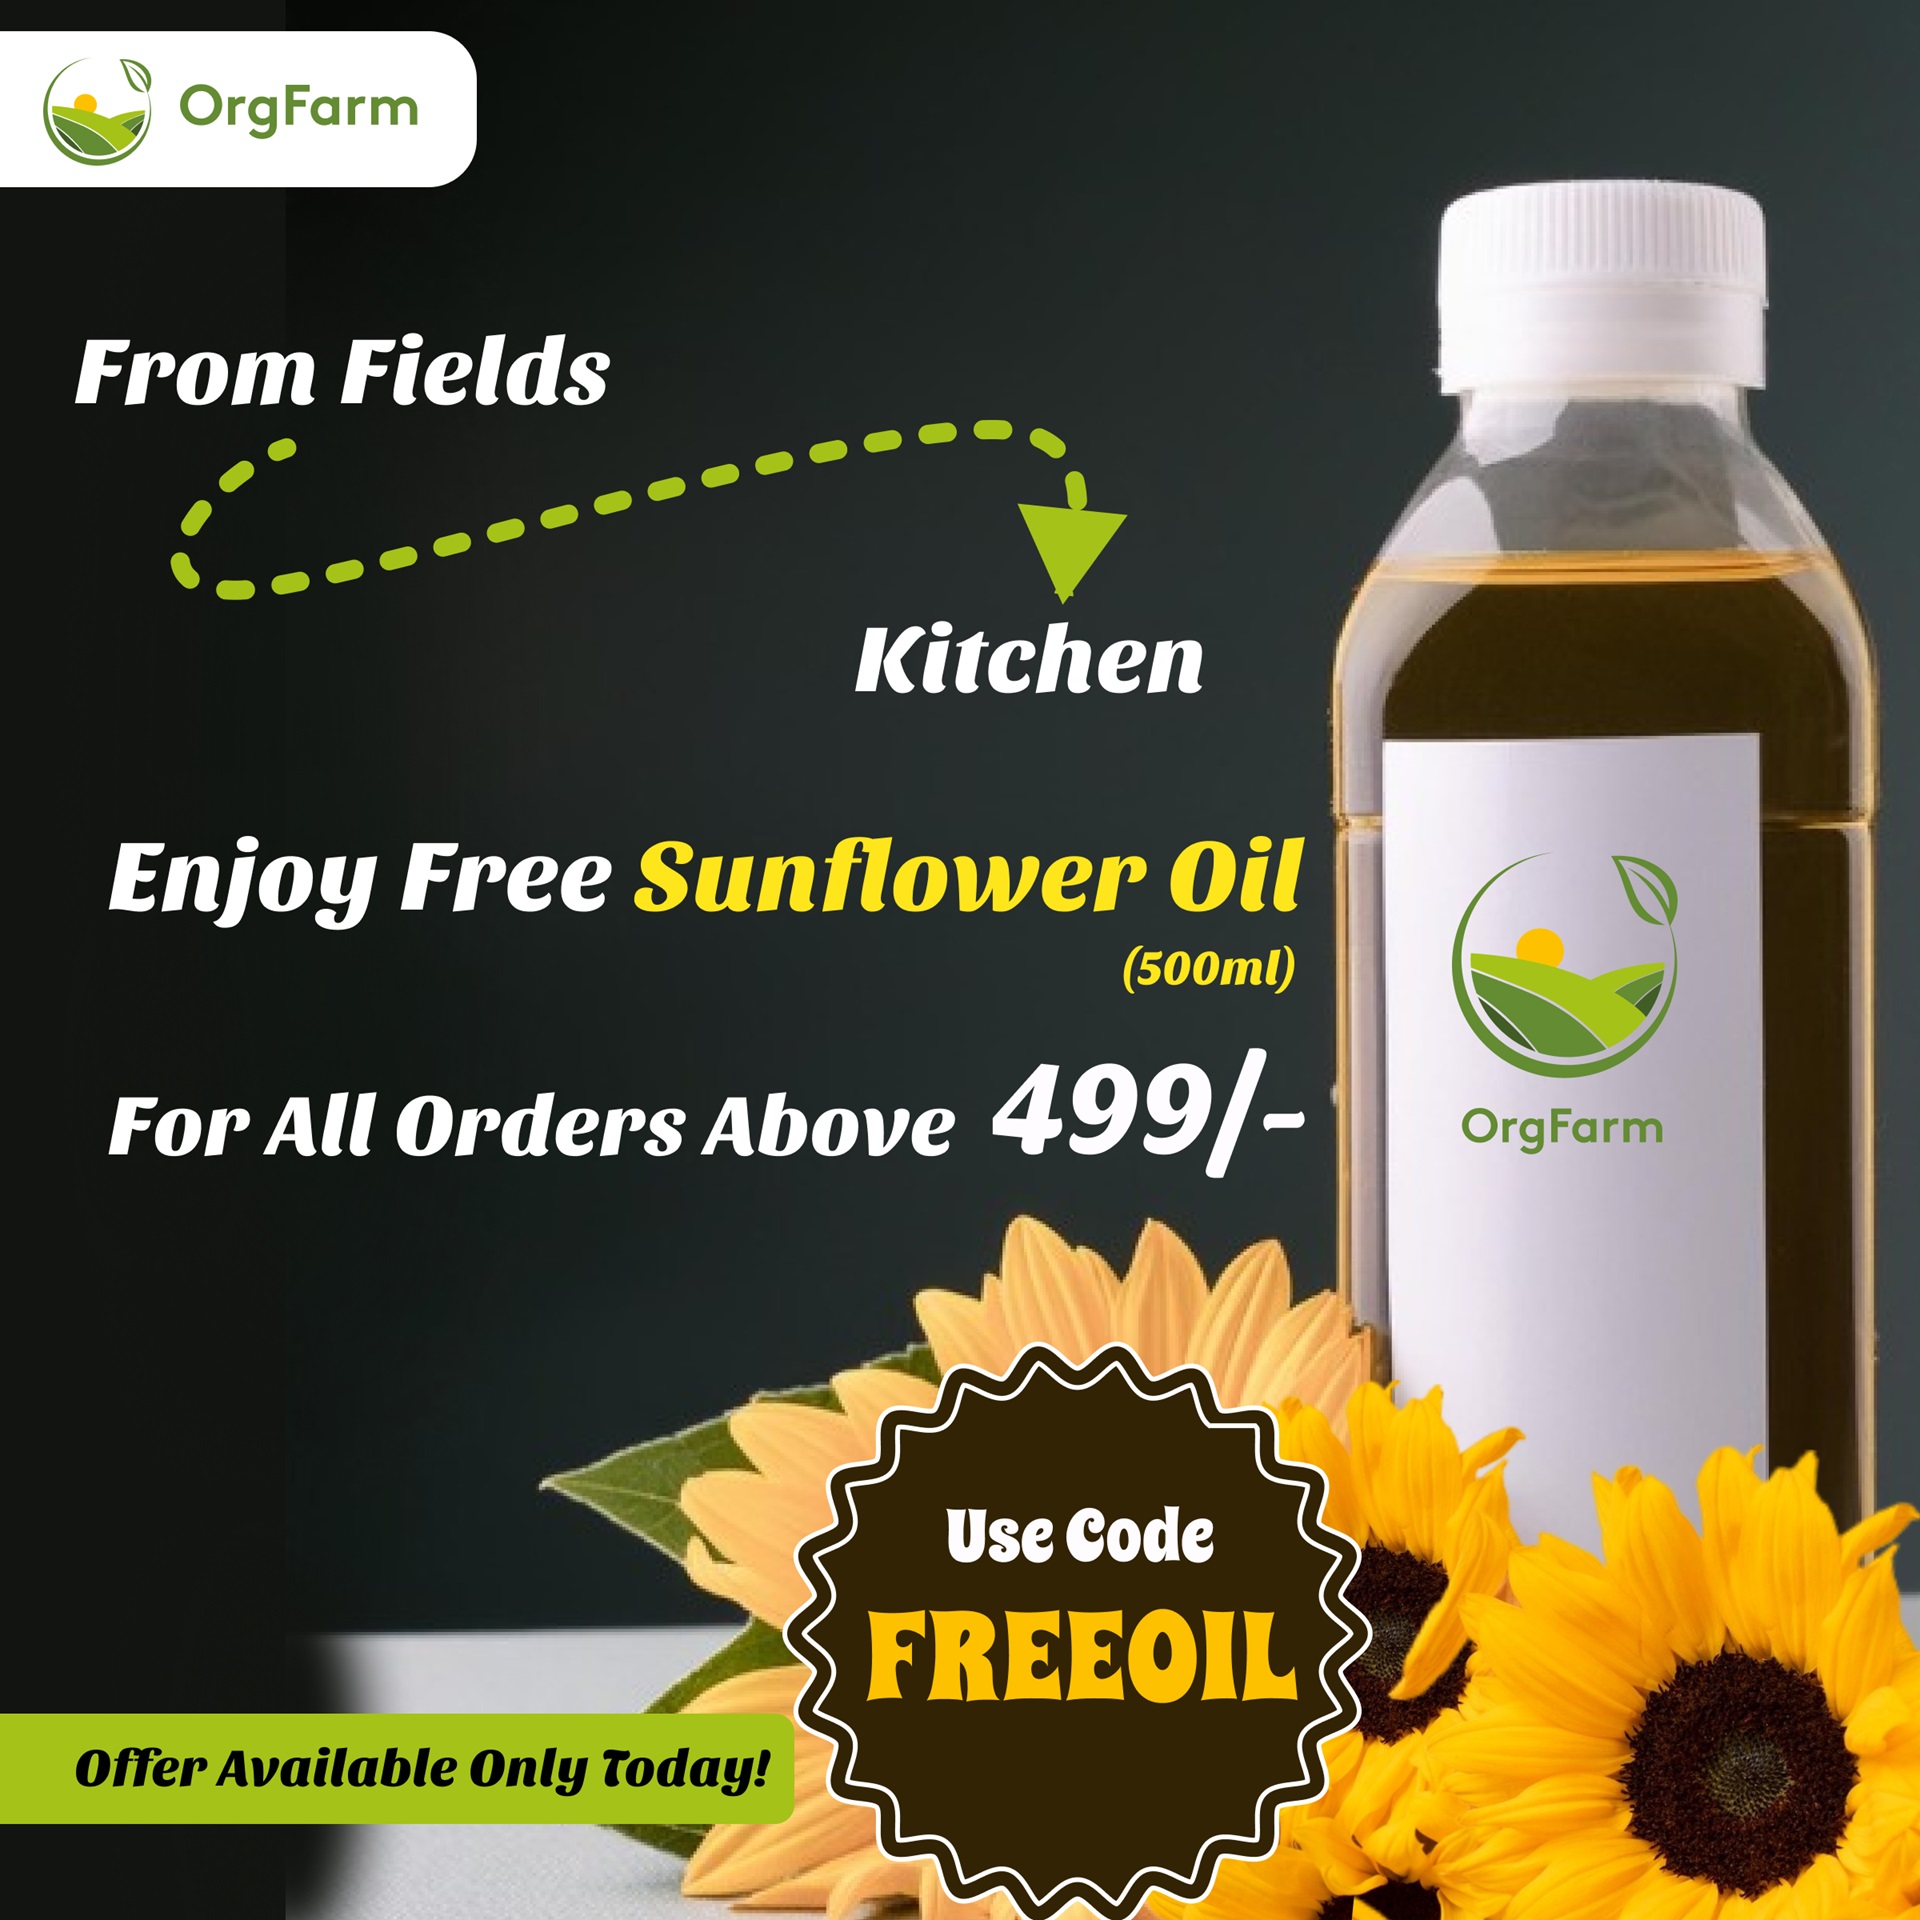 OrgFarm
From Fields
Kitchen
Enjoy Free Sunflower Oil
(500ml)
For All Orders Above 499/-
OrgFarm
Use Code
FREEOIL
Offer Available Only Today!